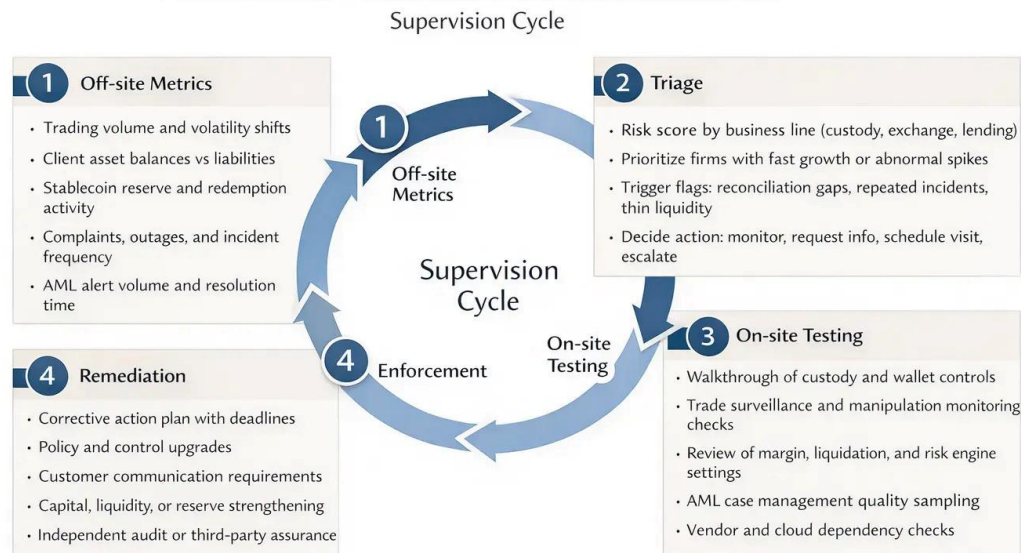 Supervision Cycle
1 Off-site Metrics
• Trading volume and volatility shifts
• Client asset balances vs liabilities
• Stablecoin reserve and redemption
activity
• Complaints, outages, and incident
frequency
• AML alert volume and resolution
time
2 Triage
• Risk score by business line (custody, exchange, lending)
• Prioritize firms with fast growth or abnormal spikes
• Trigger flags: reconciliation gaps, repeated incidents,
thin liquidity
• Decide action: monitor, request info, schedule visit,
escalate
1
Off-site
Metrics
Supervision
Cycle
On-site
Testing
4 Enforcement
3 On-site Testing
• Walkthrough of custody and wallet controls
• Trade surveillance and manipulation monitoring
checks
• Review of margin, liquidation, and risk engine
settings
• AML case management quality sampling
• Vendor and cloud dependency checks
4 Remediation
• Corrective action plan with deadlines
• Policy and control upgrades
• Customer communication requirements
• Capital, liquidity, or reserve strengthening
• Independent audit or third-party assurance